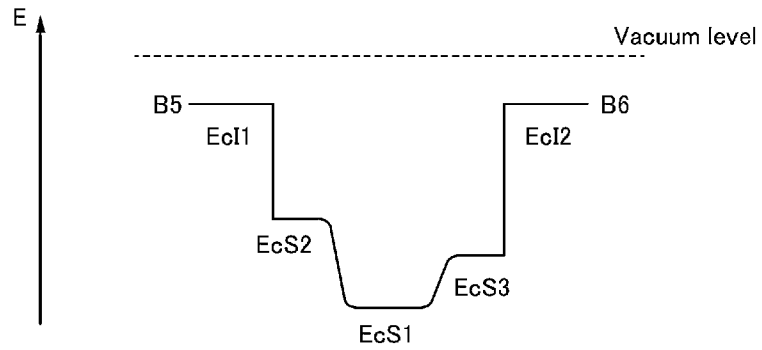 E
Vacuum level
B5
B6
EcI1
EcI2
EcS2
EcS3
EcS1